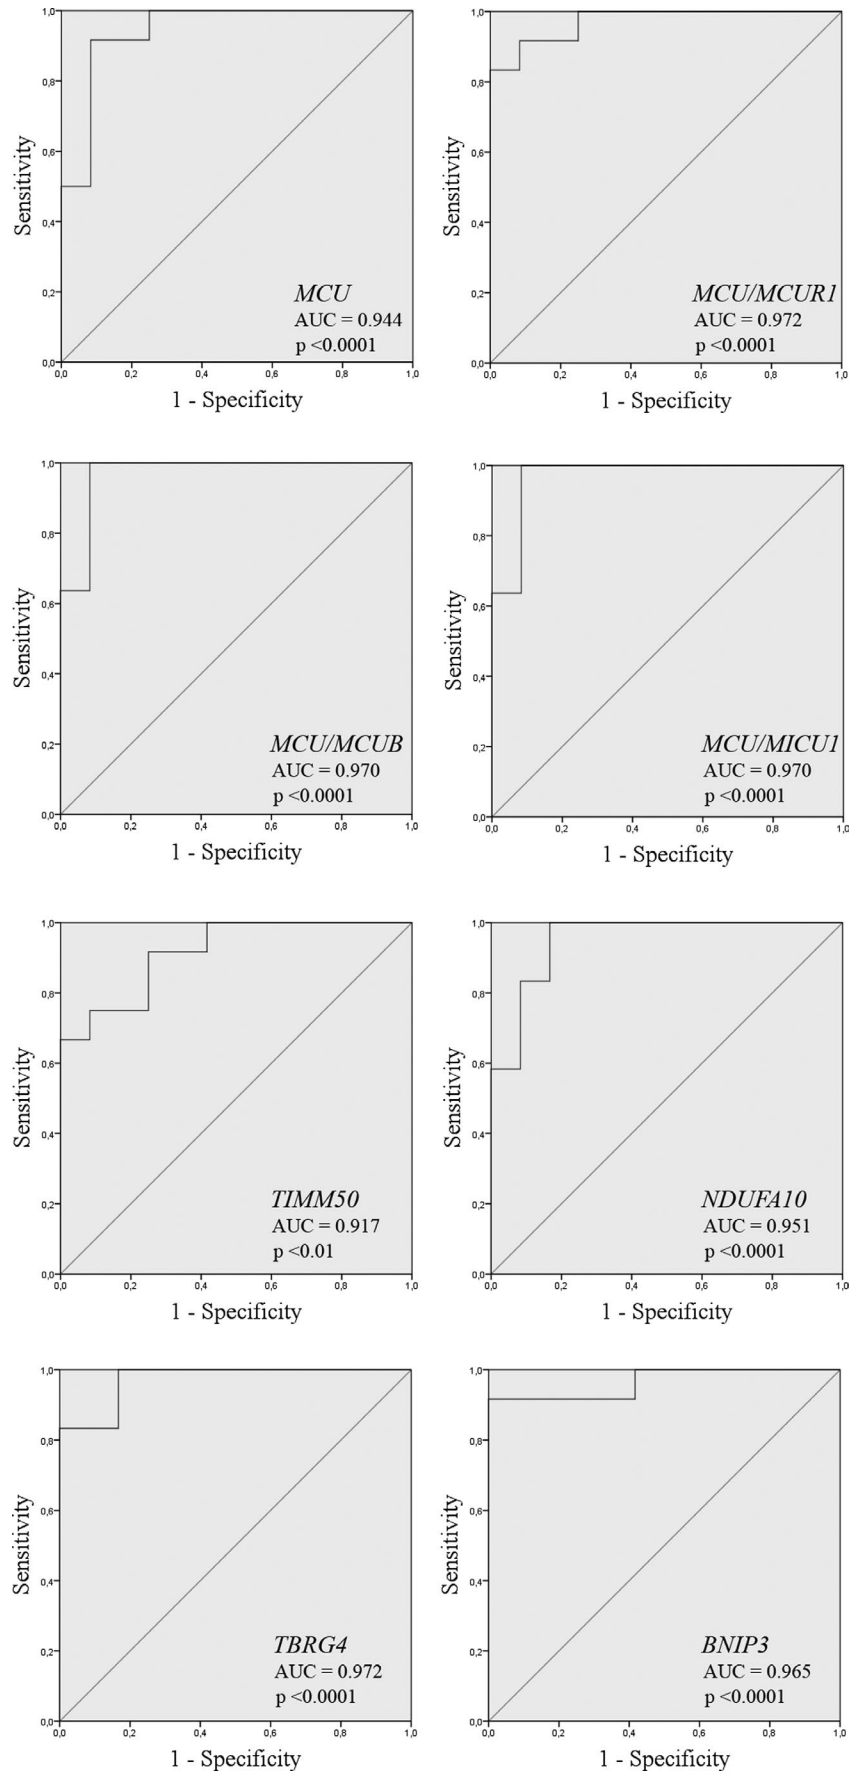 1,0
0,8
0,6
0,4
0,2
0,0
Sensitivity
MCU
AUC = 0.944
p <0.0001
0,0 0,2 0,4 0,6 0,8 1,0
1 - Specificity
1,0
0,8
0,6
0,4
0,2
0,0
Sensitivity
MCU/MCUR1
AUC = 0.972
p <0.0001
0,0 0,2 0,4 0,6 0,8 1,0
1 - Specificity
1,0
0,8
0,6
0,4
0,2
0,0
Sensitivity
MCU/MCUB
AUC = 0.970
p <0.0001
0,0 0,2 0,4 0,6 0,8 1,0
1 - Specificity
1,0
0,8
0,6
0,4
0,2
0,0
Sensitivity
MCU/MICU1
AUC = 0.970
p <0.0001
0,0 0,2 0,4 0,6 0,8 1,0
1 - Specificity
1,0
0,8
0,6
0,4
0,2
0,0
Sensitivity
TIMM50
AUC = 0.917
p <0.01
0,0 0,2 0,4 0,6 0,8 1,0
1 - Specificity
1,0
0,8
0,6
0,4
0,2
0,0
Sensitivity
NDUFA10
AUC = 0.951
p <0.0001
0,0 0,2 0,4 0,6 0,8 1,0
1 - Specificity
1,0
0,8
0,6
0,4
0,2
0,0
Sensitivity
TBRG4
AUC = 0.972
p <0.0001
0,0 0,2 0,4 0,6 0,8 1,0
1 - Specificity
1,0
0,8
0,6
0,4
0,2
0,0
Sensitivity
BNIP3
AUC = 0.965
p <0.0001
0,0 0,2 0,4 0,6 0,8 1,0
1 - Specificity